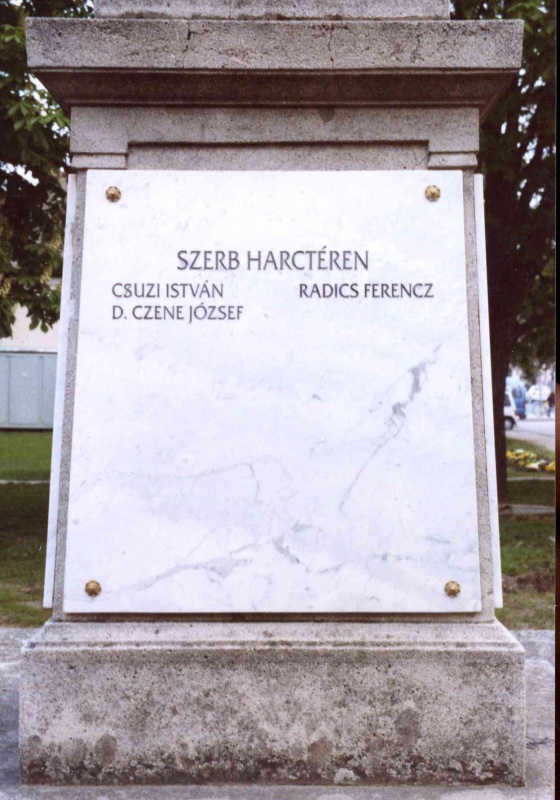 SZERB HARCTÉREN
CSUZI ISTVÁN RADICS FERENCZ
D. CZENE JÓZSEF